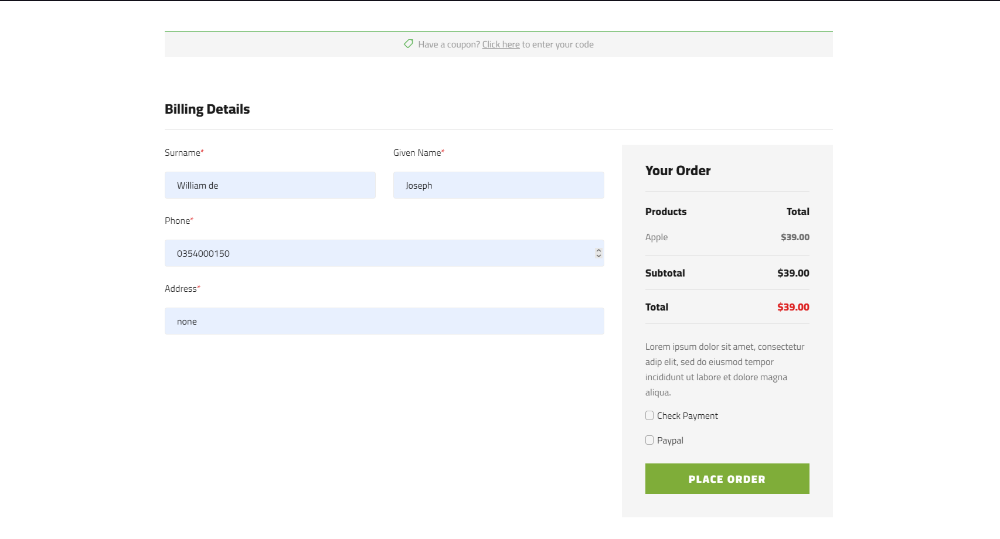 Have a coupon? Click here to enter your code
Billing Details
Surname*
Given Name*
William de
Joseph
Phone*
0354000150
Address*
none
Your Order
Products Total
Apple $39.00
Subtotal $39.00
Total $39.00
Lorem ipsum dolor sit amet, consectetur
adip elit, sed do eiusmod tempor
incididunt ut labore et dolore magna
aliqua.
Check Payment
Paypal
PLACE ORDER